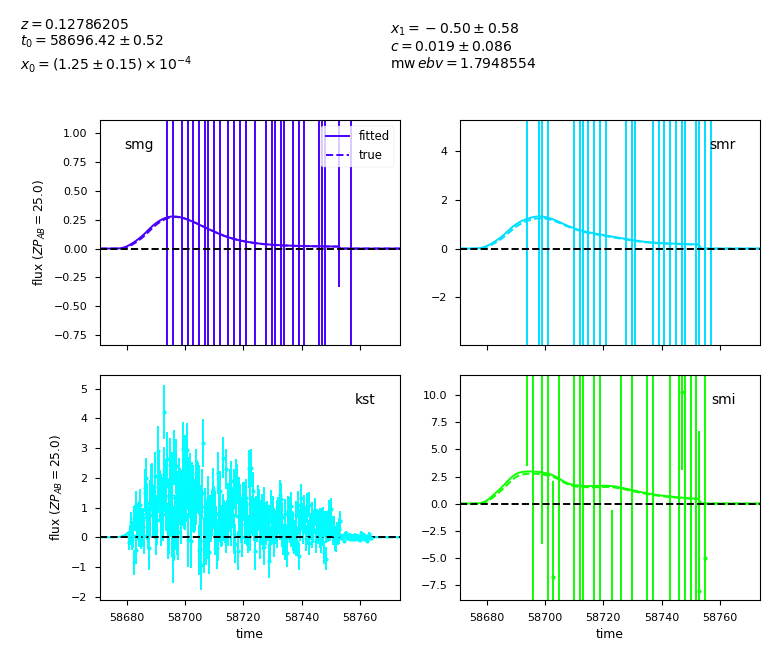 z = 0.12786205
t0 = 58696.42 ± 0.52
x0 = (1.25 ± 0.15) × 10^−4
x1 = −0.50 ± 0.58
c = 0.019 ± 0.086
mw ebv = 1.7948554
smg
fitted
true
1.00
0.75
0.50
0.25
0.00
−0.25
−0.50
−0.75
flux (ZP_AB = 25.0)
smr
4
2
0
−2
kst
5
4
3
2
1
0
−1
−2
flux (ZP_AB = 25.0)
58680 58700 58720 58740 58760
time
smi
10.0
7.5
5.0
2.5
0.0
−2.5
−5.0
−7.5
58680 58700 58720 58740 58760
time